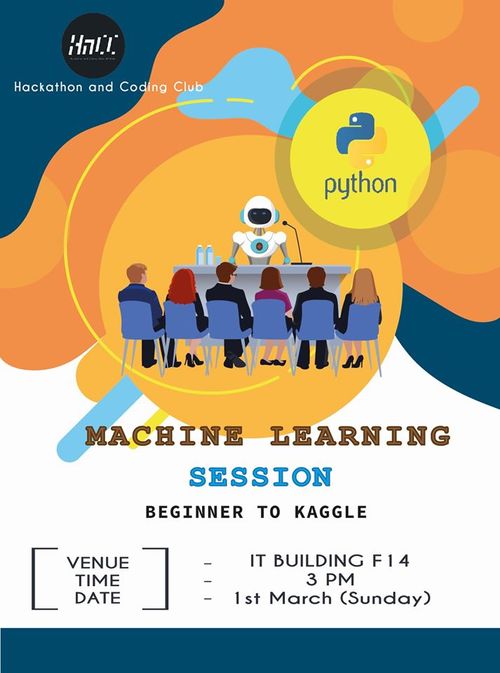 HnCC
Hackathon and Coding Club
python
MACHINE LEARNING
SESSION
BEGINNER TO KAGGLE
VENUE - IT BUILDING F14
TIME - 3 PM
DATE - 1st March (Sunday)